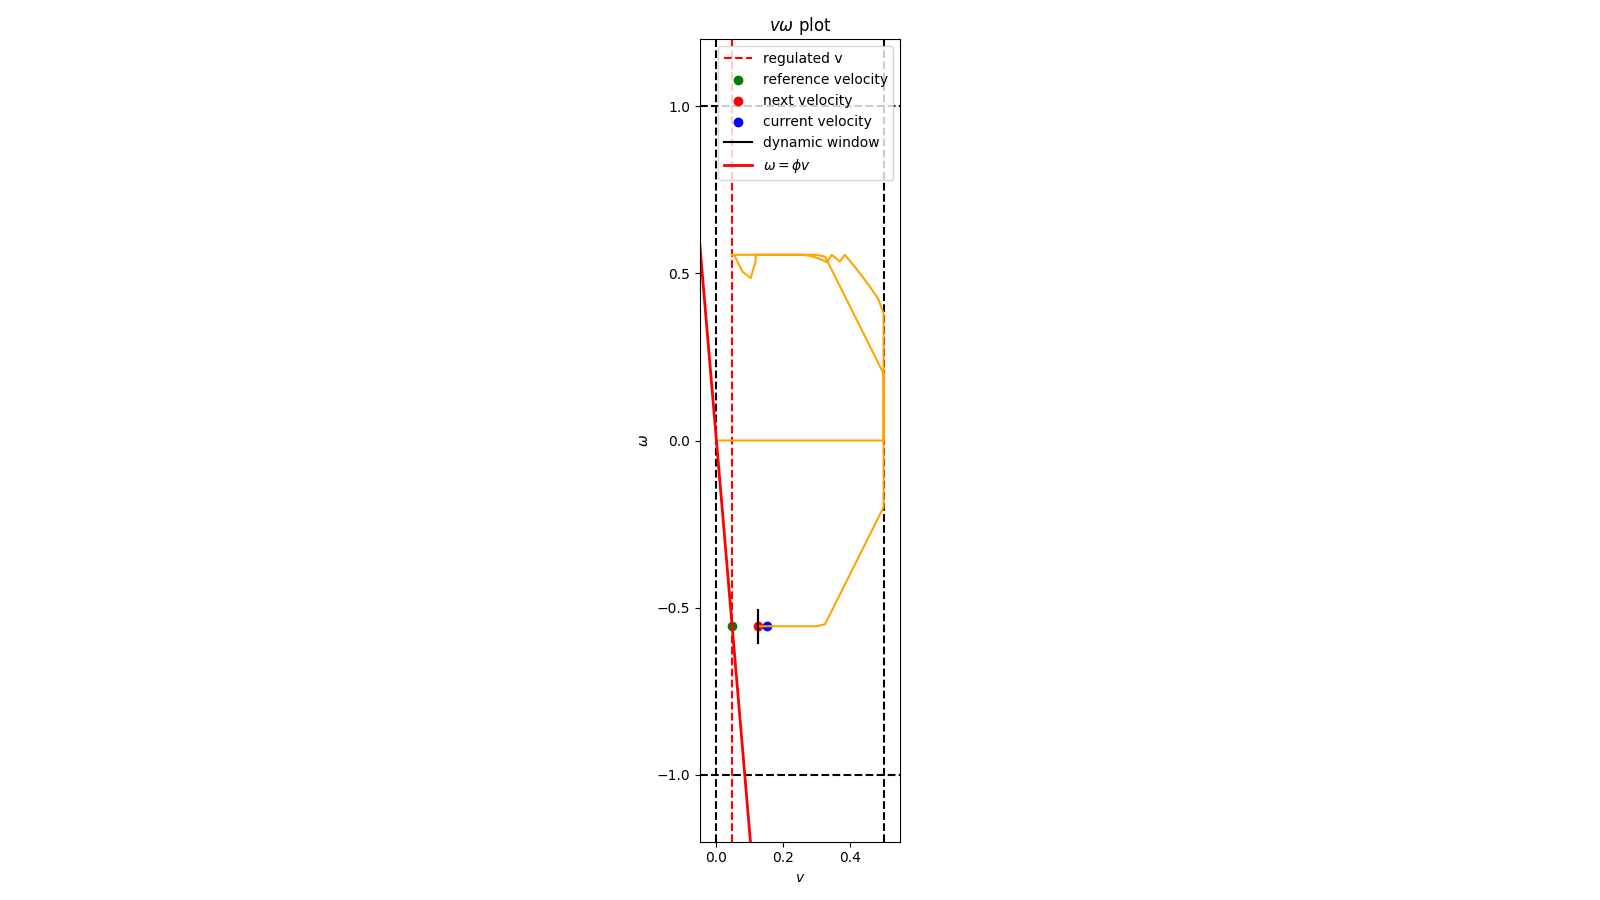 vω plot
regulated v
reference velocity
next velocity
current velocity
dynamic window
ω = ϕv
1.0
0.5
0.0
−0.5
−1.0
ω
0.0 0.2 0.4
v